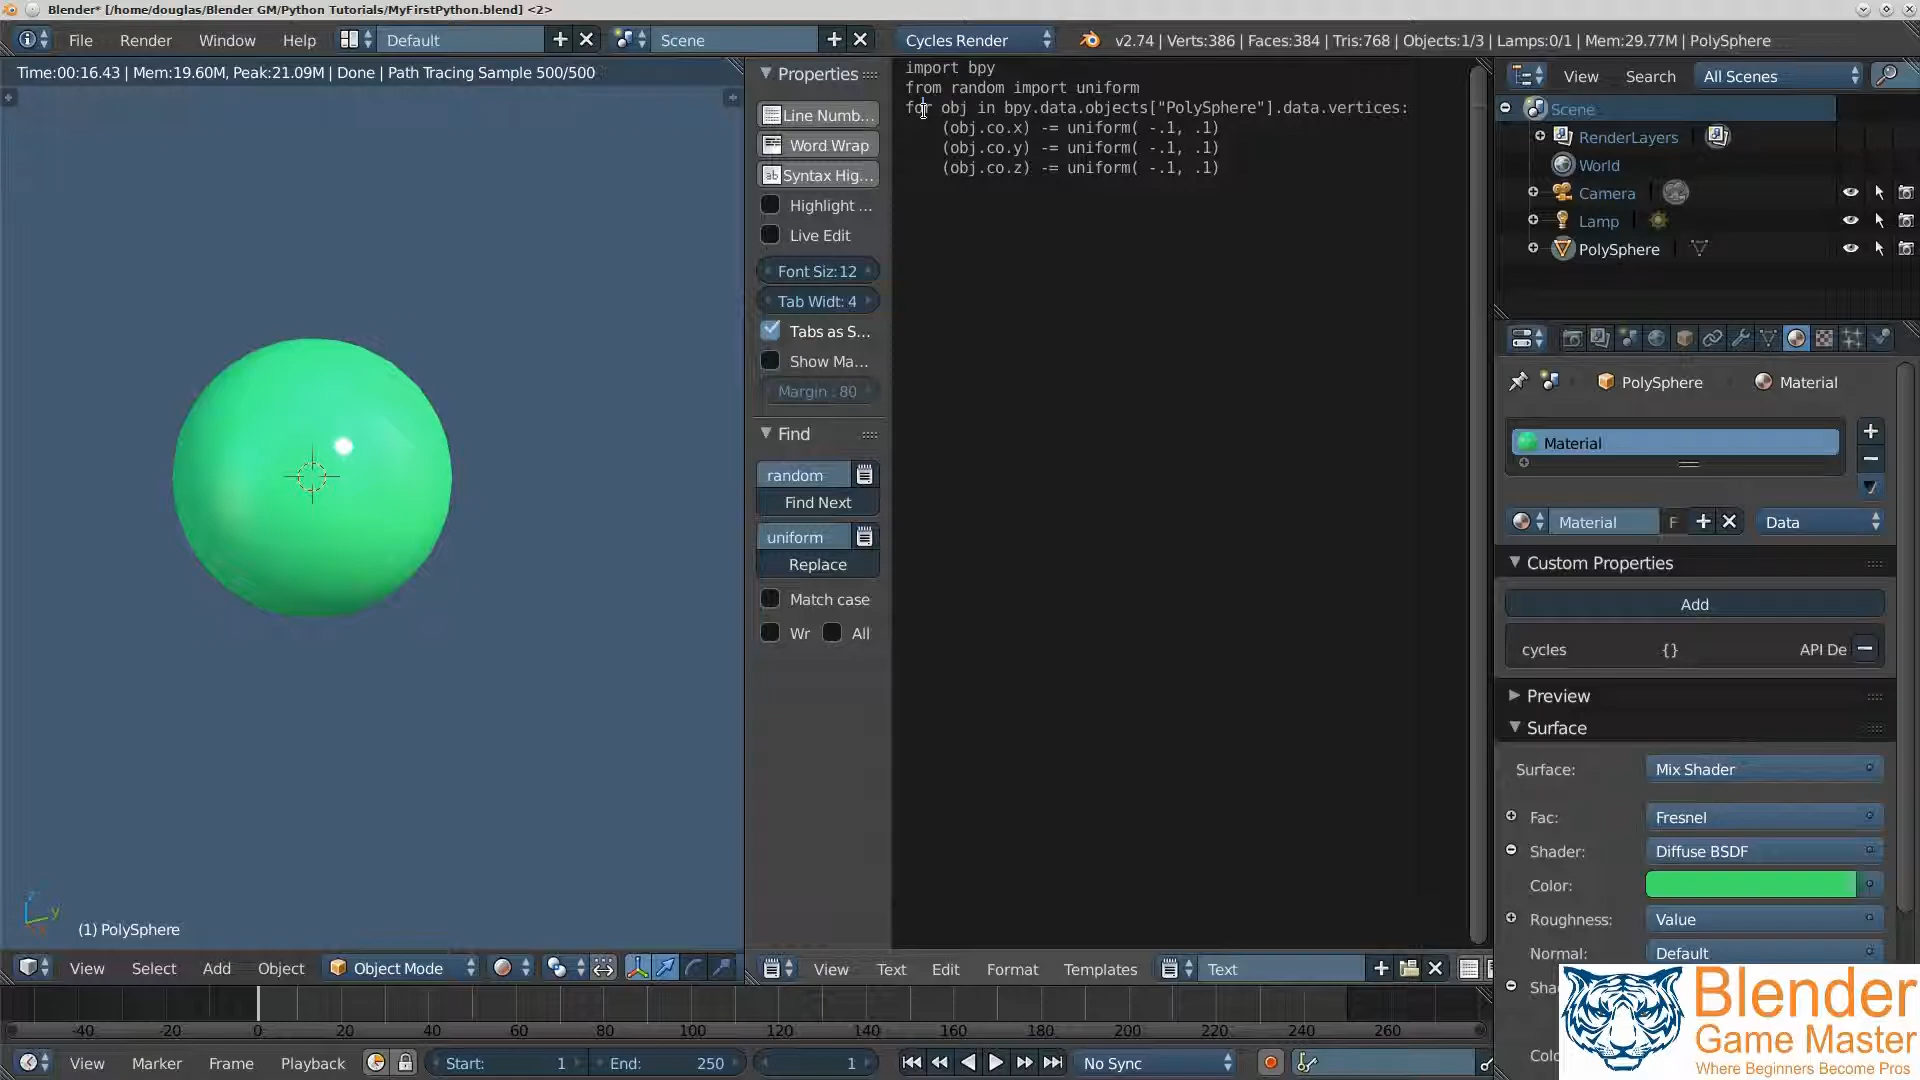 Blender* [/home/douglas/Blender GM/Python Tutorials/MyFirstPython.blend] <2>
File Render Window Help Default Scene Cycles Render v2.74 | Verts:386 | Faces:384 | Tris:768 | Objects:1/3 | Lamps:0/1 | Mem:29.77M | PolySphere
Time:00:16.43 | Mem:19.60M, Peak:21.09M | Done | Path Tracing Sample 500/500
(1) PolySphere
View Select Add Object Object Mode
Properties
Line Numb...
Word Wrap
ab Syntax Hig...
Highlight ...
Live Edit
Font Siz:12
Tab Widt: 4
Tabs as S...
Show Ma...
Margin : 80
Find
random
Find Next
uniform
Replace
Match case
Wr All
import bpy
from random import uniform
for obj in bpy.data.objects["PolySphere"].data.vertices:
(obj.co.x) -= uniform( -.1, .1)
(obj.co.y) -= uniform( -.1, .1)
(obj.co.z) -= uniform( -.1, .1)
View Text Edit Format Templates Text
View Search All Scenes
Scene
RenderLayers
World
Camera
Lamp
PolySphere
PolySphere Material
Material
Material F Data
Custom Properties
Add
cycles {} API De
Preview
Surface
Surface: Mix Shader
Fac: Fresnel
Shader: Diffuse BSDF
Color:
Roughness: Value
Normal: Default
Sha
Colo
-40 -20 0 20 40 60 80 100 120 140 160 180 200 220 240 260
View Marker Frame Playback Start: 1 End: 250 1 No Sync
Blender
Game Master
Where Beginners Become Pros